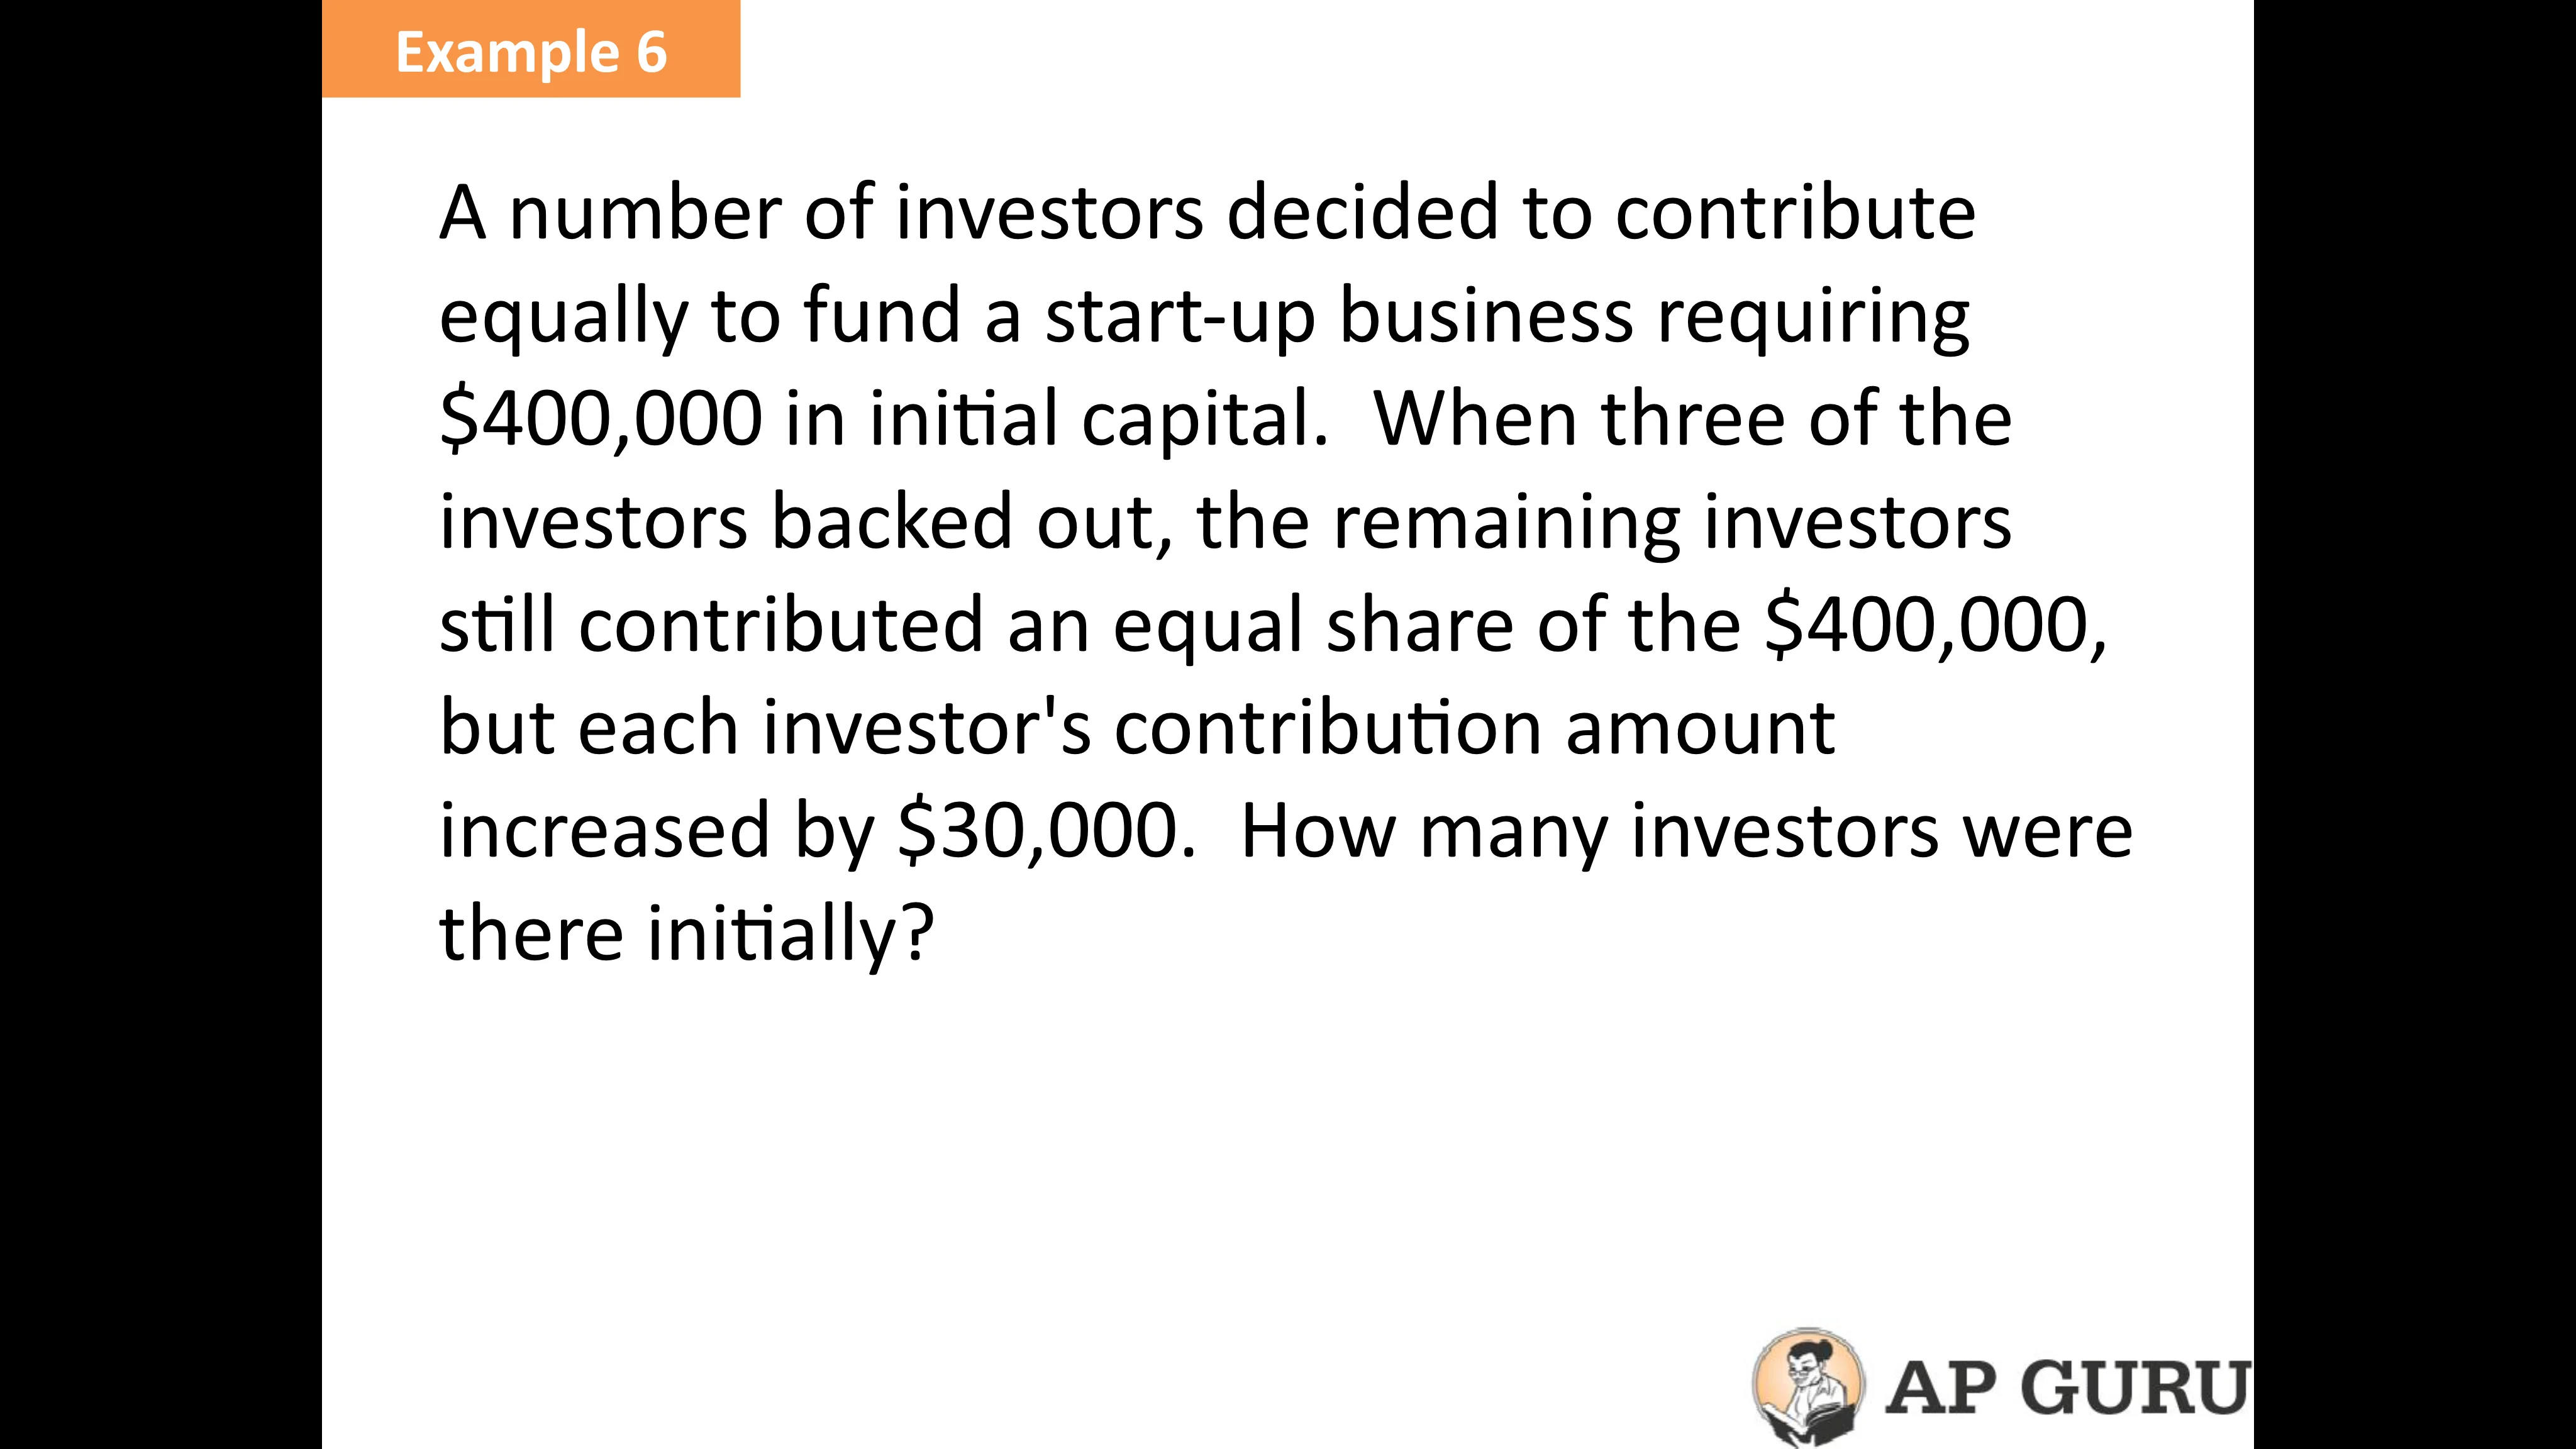 Example 6
A number of investors decided to contribute
equally to fund a start-up business requiring
$400,000 in initial capital.  When three of the
investors backed out, the remaining investors
still contributed an equal share of the $400,000,
but each investor's contribution amount
increased by $30,000.  How many investors were
there initially?
AP GURU